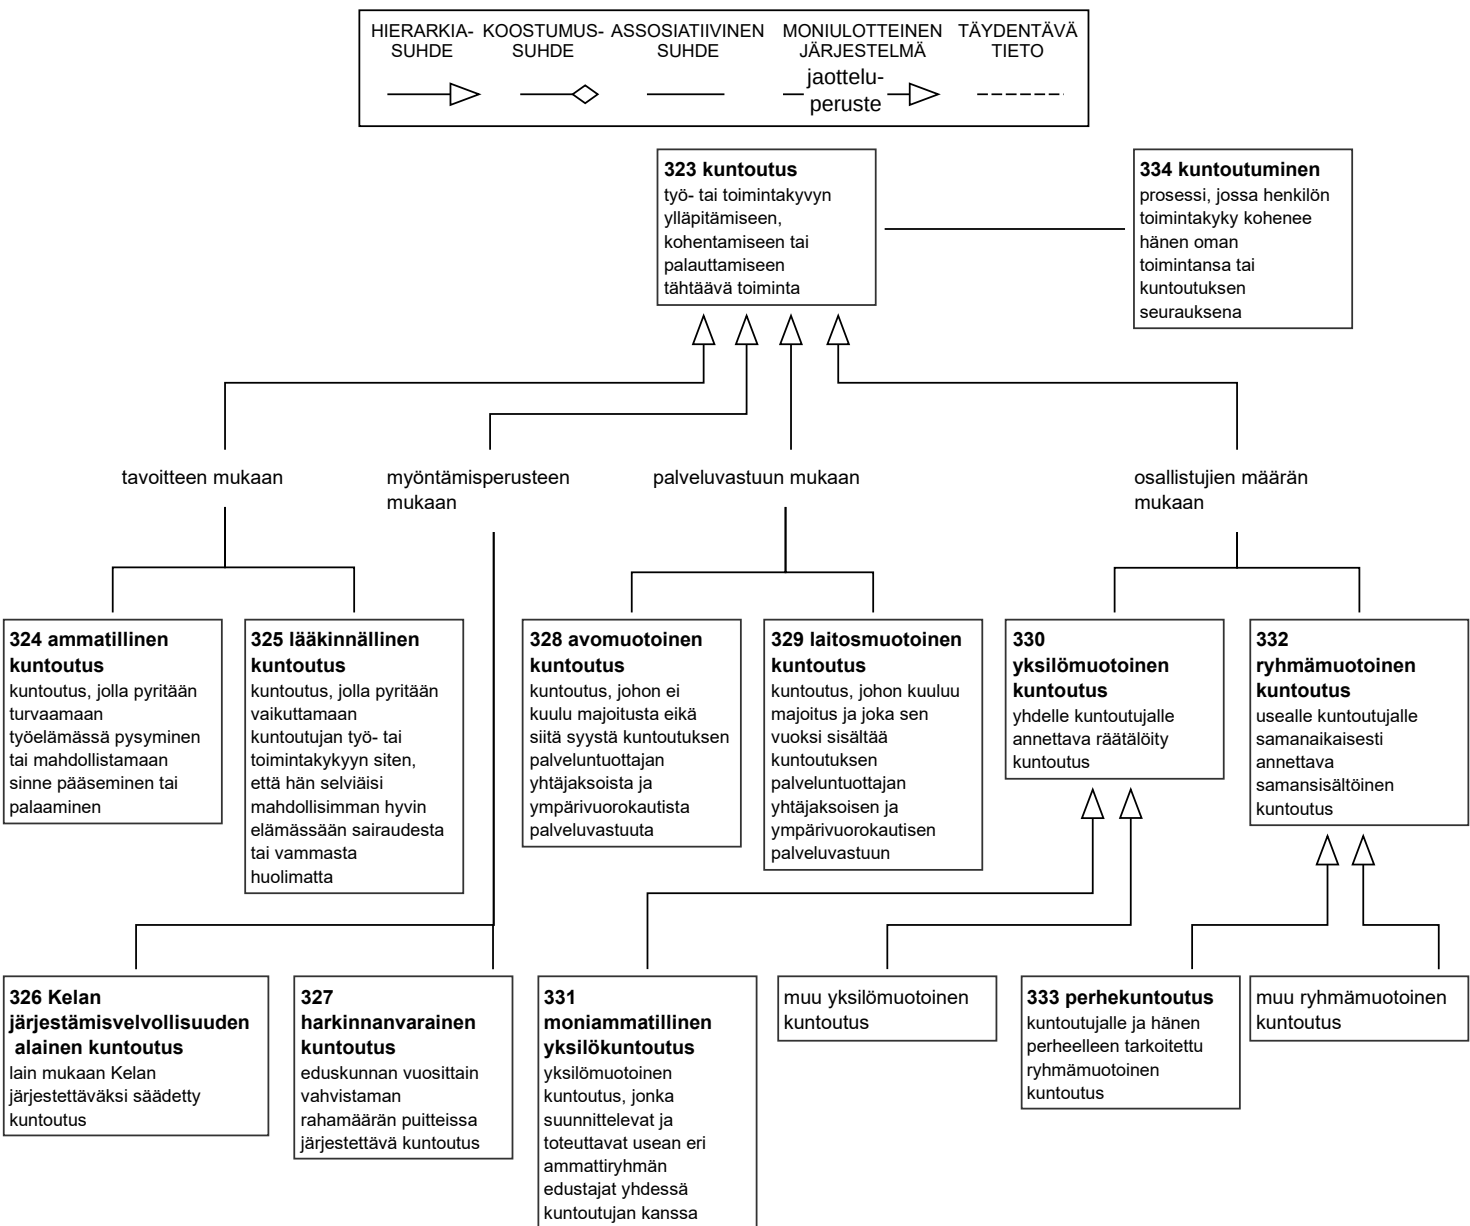 HIERARKIA-
SUHDE
KOOSTUMUS-
SUHDE
ASSOSIATIIVINEN
SUHDE
MONIULOTTEINEN
JÄRJESTELMÄ
jaottelu-
peruste
TÄYDENTÄVÄ
TIETO
323 kuntoutus
työ- tai toimintakyvyn
ylläpitämiseen,
kohentamiseen tai
palauttamiseen
tähtäävä toiminta
334 kuntoutuminen
prosessi, jossa henkilön
toimintakyky kohenee
hänen oman
toimintansa tai
kuntoutuksen
seurauksena
tavoitteen mukaan
myöntämisperusteen
mukaan
palveluvastuun mukaan
osallistujien määrän
mukaan
324 ammatillinen
kuntoutus
kuntoutus, jolla pyritään
turvaamaan
työelämässä pysyminen
tai mahdollistamaan
sinne pääseminen tai
palaaminen
325 lääkinnällinen
kuntoutus
kuntoutus, jolla pyritään
vaikuttamaan
kuntoutujan työ- tai
toimintakykyyn siten,
että hän selviäisi
mahdollisimman hyvin
elämässään sairaudesta
tai vammasta
huolimatta
328 avomuotoinen
kuntoutus
kuntoutus, johon ei
kuulu majoitusta eikä
siitä syystä kuntoutuksen
palveluntuottajan
yhtäjaksoista ja
ympärivuorokautista
palveluvastuuta
329 laitosmuotoinen
kuntoutus
kuntoutus, johon kuuluu
majoitus ja joka sen
vuoksi sisältää
kuntoutuksen
palveluntuottajan
yhtäjaksoisen ja
ympärivuorokautisen
palveluvastuun
330
yksilömuotoinen
kuntoutus
yhdelle kuntoutujalle
annettava räätälöity
kuntoutus
332
ryhmämuotoinen
kuntoutus
usealle kuntoutujalle
samanaikaisesti
annettava
samansisältöinen
kuntoutus
326 Kelan
järjestämisvelvollisuuden
alainen kuntoutus
lain mukaan Kelan
järjestettäväksi säädetty
kuntoutus
327
harkinnanvarainen
kuntoutus
eduskunnan vuosittain
vahvistaman
rahamäärän puitteissa
järjestettävä kuntoutus
331
moniammatillinen
yksilökuntoutus
yksilömuotoinen
kuntoutus, jonka
suunnittelevat ja
toteuttavat usean eri
ammattiryhmän
edustajat yhdessä
kuntoutujan kanssa
muu yksilömuotoinen
kuntoutus
333 perhekuntoutus
kuntoutujalle ja hänen
perheelleen tarkoitettu
ryhmämuotoinen
kuntoutus
muu ryhmämuotoinen
kuntoutus